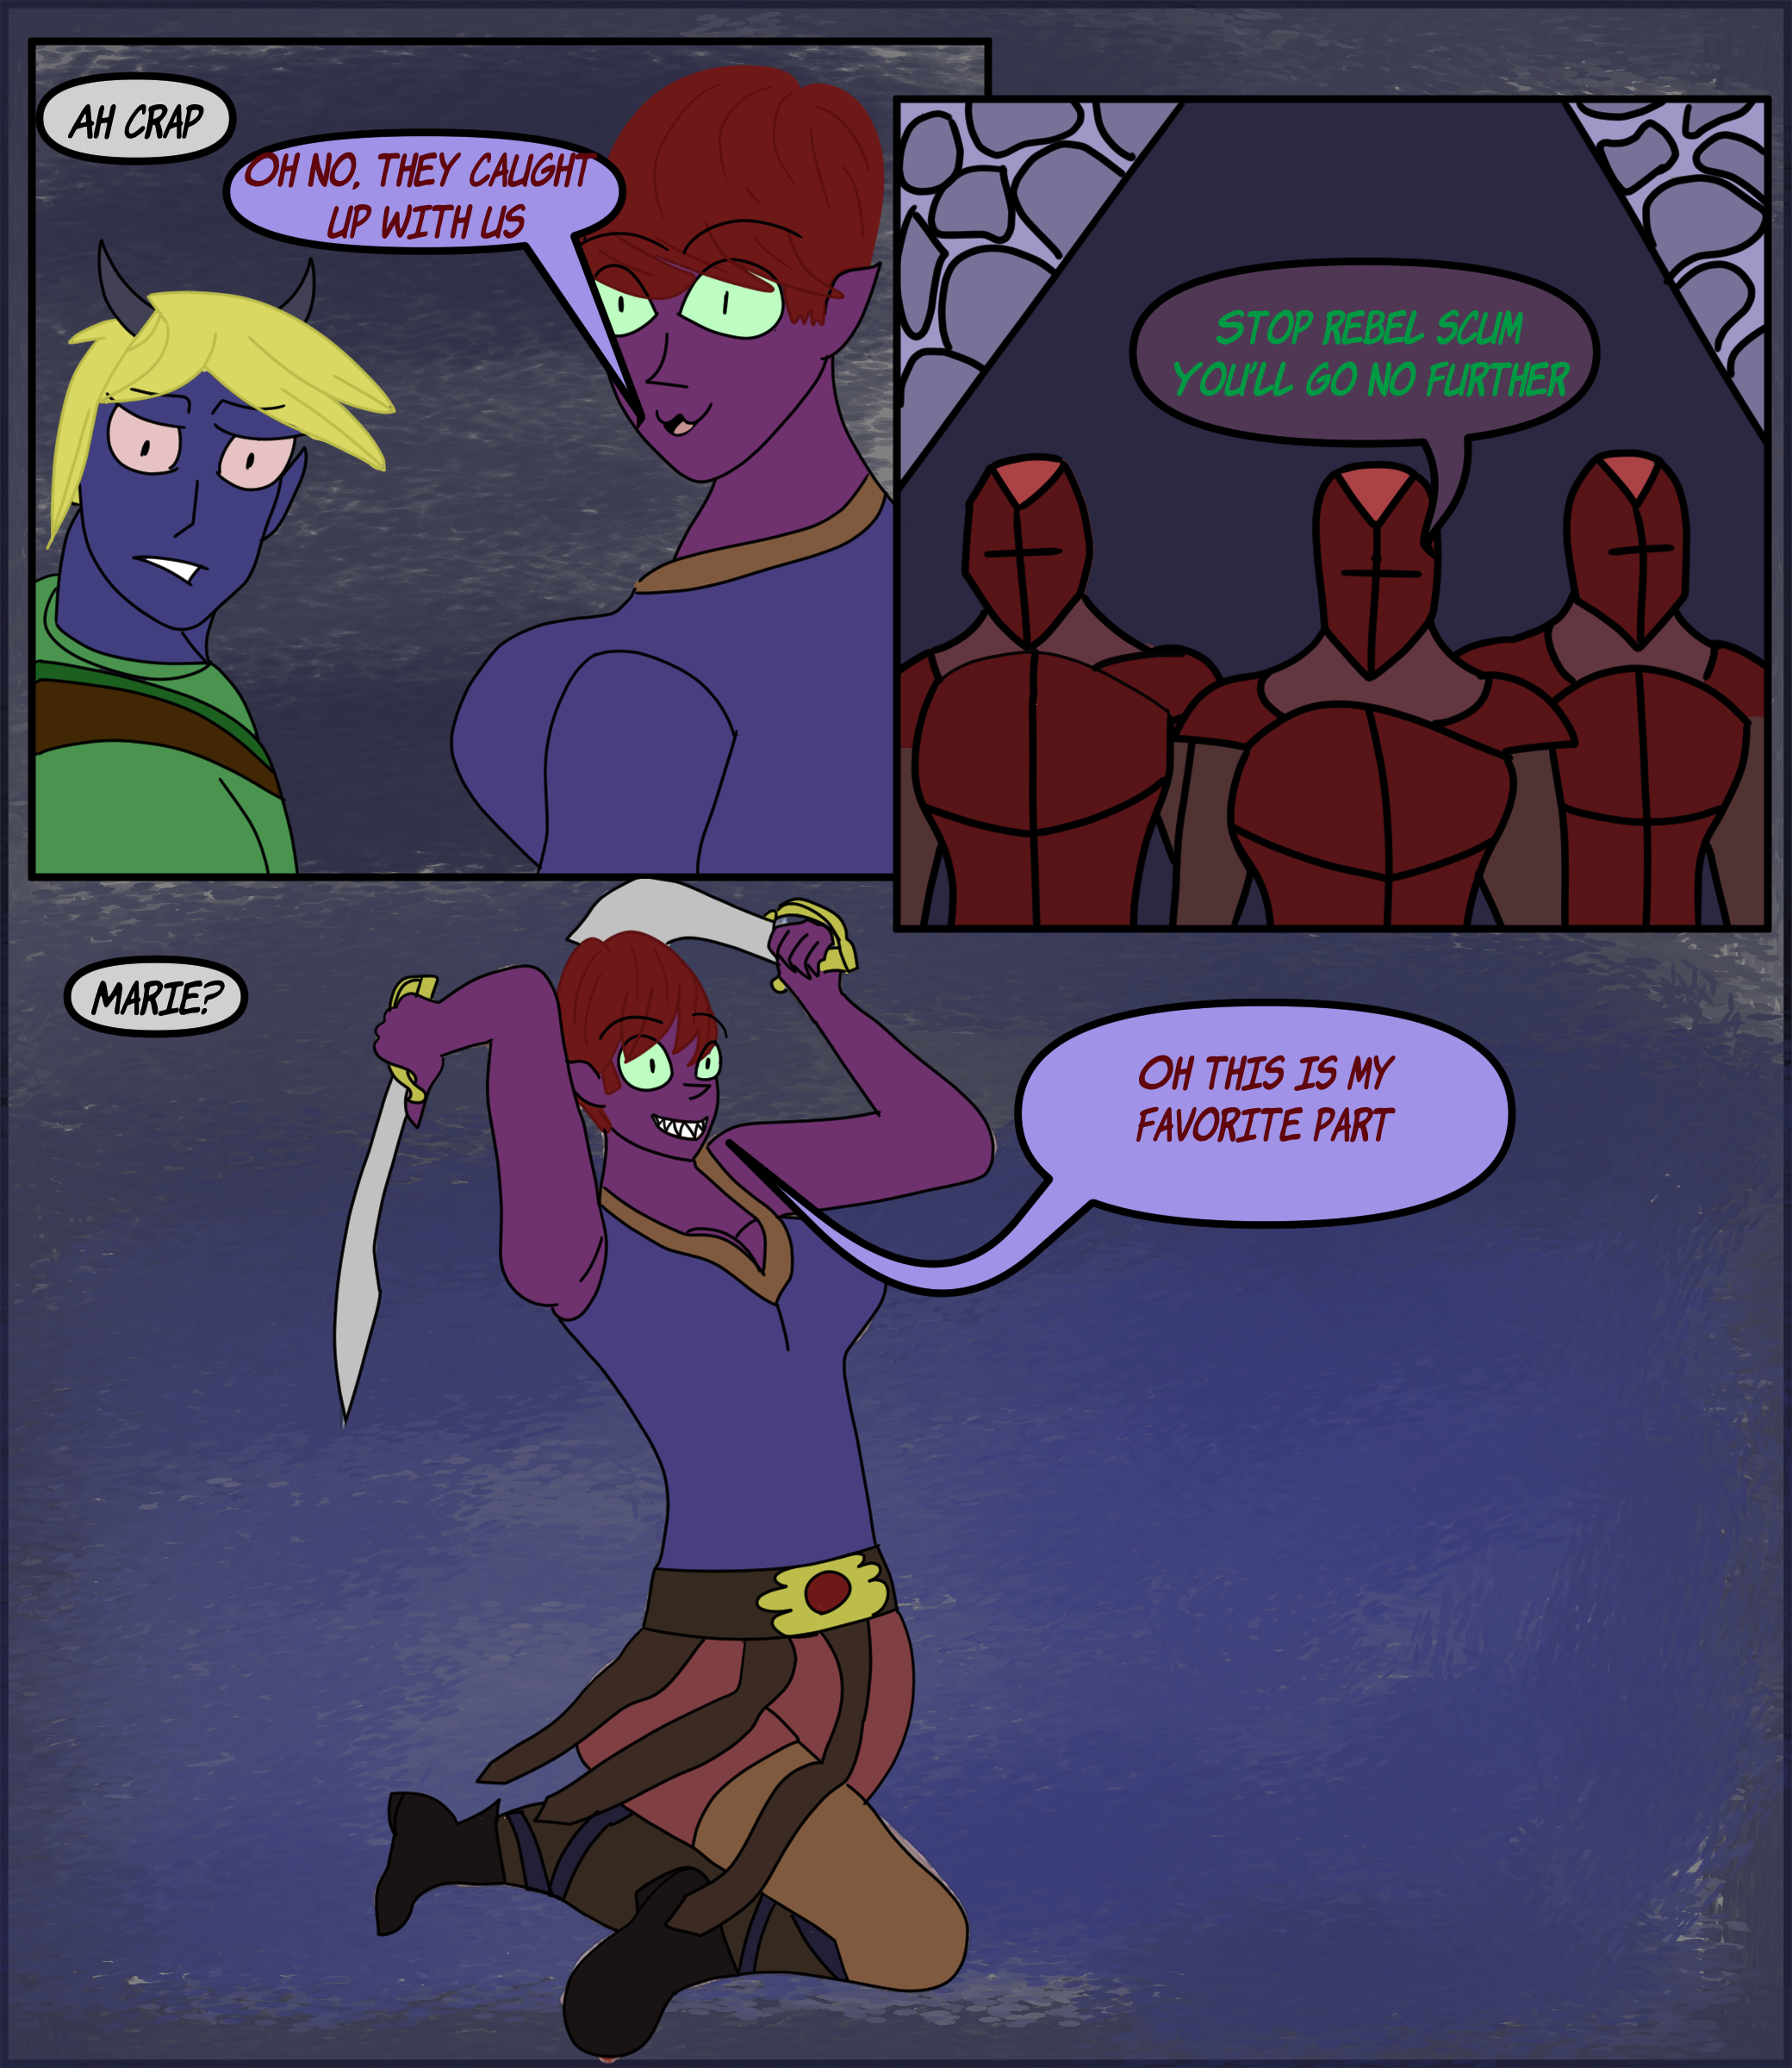 AH CRAP
OH NO, THEY CAUGHT
UP WITH US
STOP REBEL SCUM
YOU'LL GO NO FURTHER
MARIE?
OH THIS IS MY
FAVORITE PART